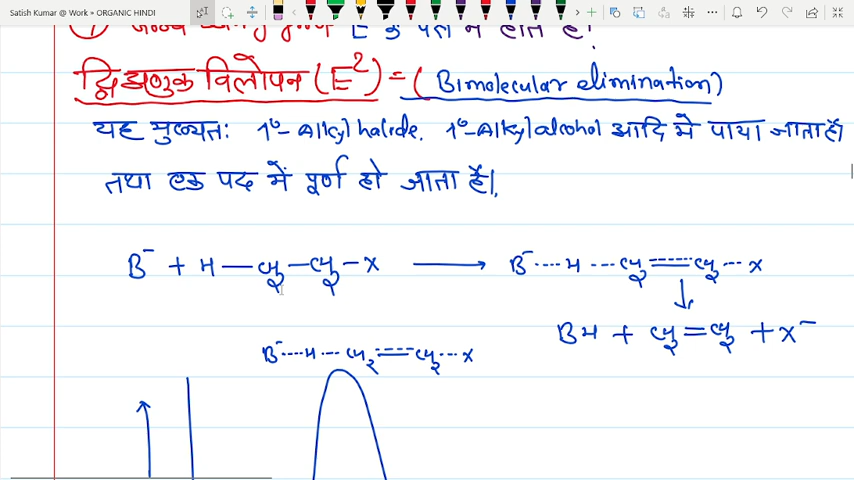 Satish Kumar @ Work » ORGANIC HINDI
द्विअणुक विलोपन (E²) = (Bimolecular elimination)
यह मुख्यत: 1°-Alkyl halide, 1°-Alkyl alcohol आदि में पाया जाता है
तथा एक पद में पूर्ण हो जाता है।
B⁻ + H — CH₂ — CH₂ — X ⟶ B⁻ ---- H --- CH₂ ==== CH₂ --- X
↓
BH + CH₂ = CH₂ + X⁻
B⁻ ---- H --- CH₂ ==== CH₂ --- X